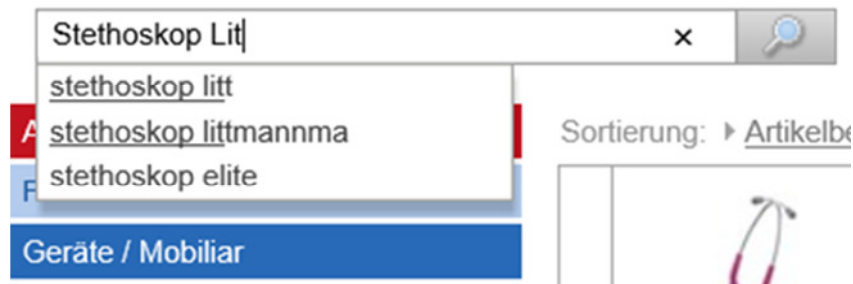 Stethoskop Lit
stethoskop litt
stethoskop littmannma
Sortierung: Artikelbe
stethoskop elite
Geräte / Mobiliar